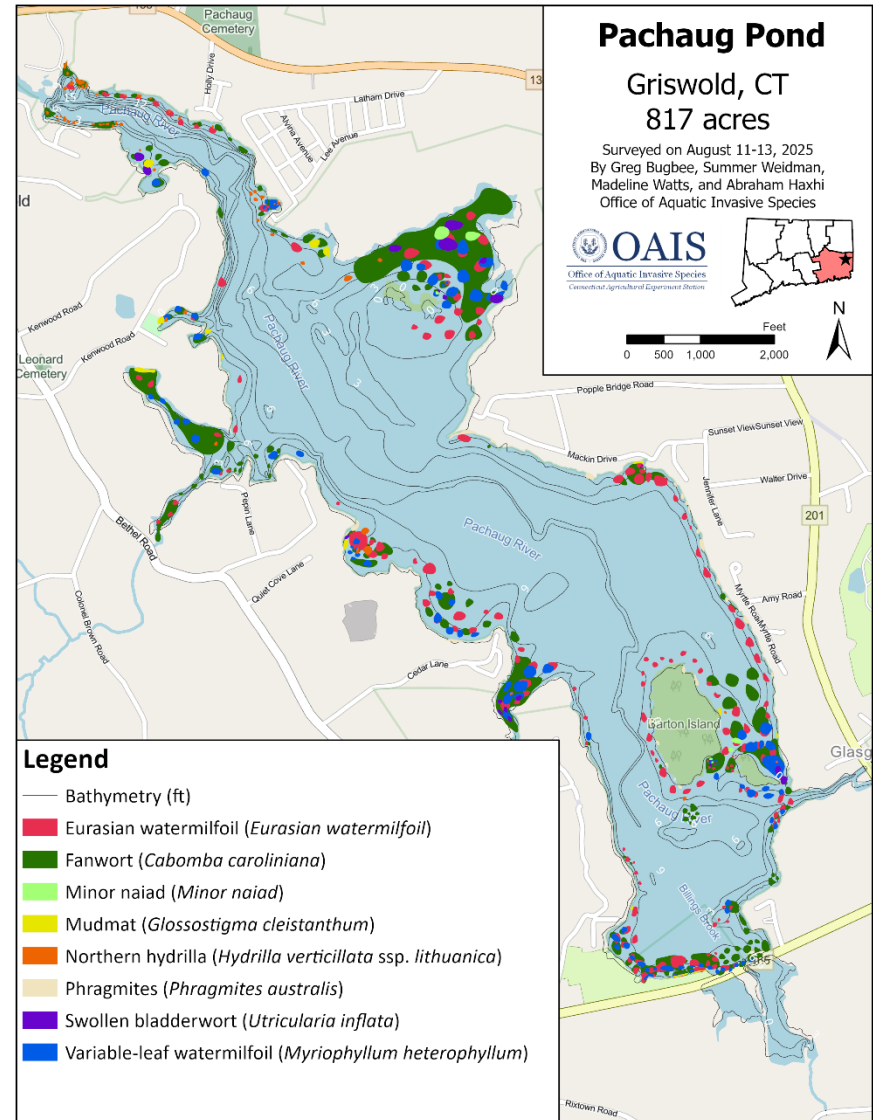 Pachaug Pond
Griswold, CT
817 acres
Surveyed on August 11-13, 2025
By Greg Bugbee, Summer Weidman,
Madeline Watts, and Abraham Haxhi
Office of Aquatic Invasive Species
OAIS
Office of Aquatic Invasive Species
Connecticut Agricultural Experiment Station
N
Feet
0 500 1,000 2,000
Pachaug
Cemetery
Holly Drive
Latham Drive
Alvina Avenue
Lee Avenue
Pachaug River
ld
Kenwood Road
Kenwood Road
Leonard
Cemetery
Pachaug River
Popple Bridge Road
Sunset View
Sunset View
Mackin Drive
Walter Drive
Jennifer Lane
201
Pepin Lane
Bethel Road
Quiet Cove Lane
Colonel Brown Road
Pachaug River
Amy Road
Myrtle Road
Myrtle Road
Cedar Lane
Barton Island
Glasg
Pachaug River
Billings Brook
Rixtown Road
Legend
Bathymetry (ft)
Eurasian watermilfoil (Eurasian watermilfoil)
Fanwort (Cabomba caroliniana)
Minor naiad (Minor naiad)
Mudmat (Glossostigma cleistanthum)
Northern hydrilla (Hydrilla verticillata ssp. lithuanica)
Phragmites (Phragmites australis)
Swollen bladderwort (Utricularia inflata)
Variable-leaf watermilfoil (Myriophyllum heterophyllum)